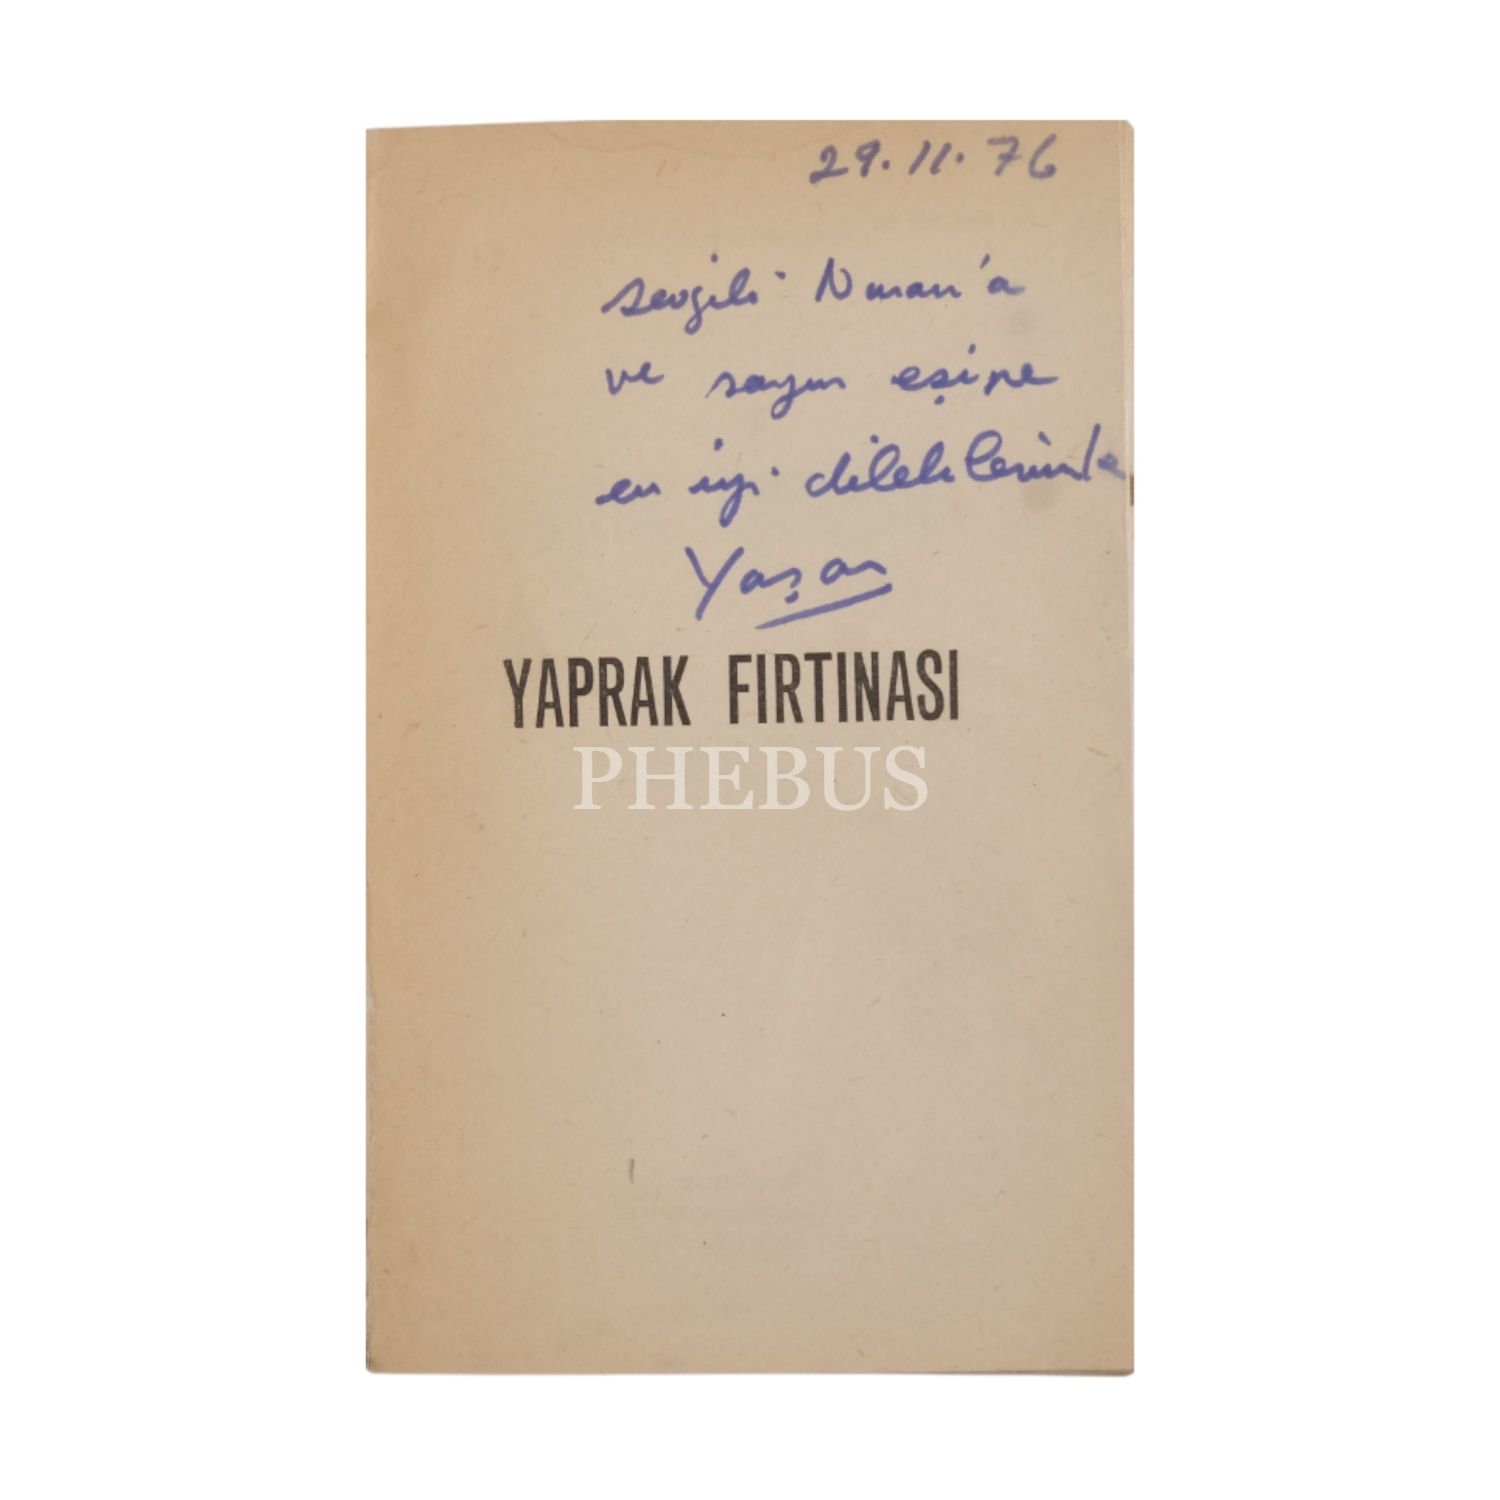 29.11.76
Sevgili Numan'a
ve sayın eşine
en iyi dileklerimle
Yaşar
YAPRAK FIRTINASI
PHEBUS